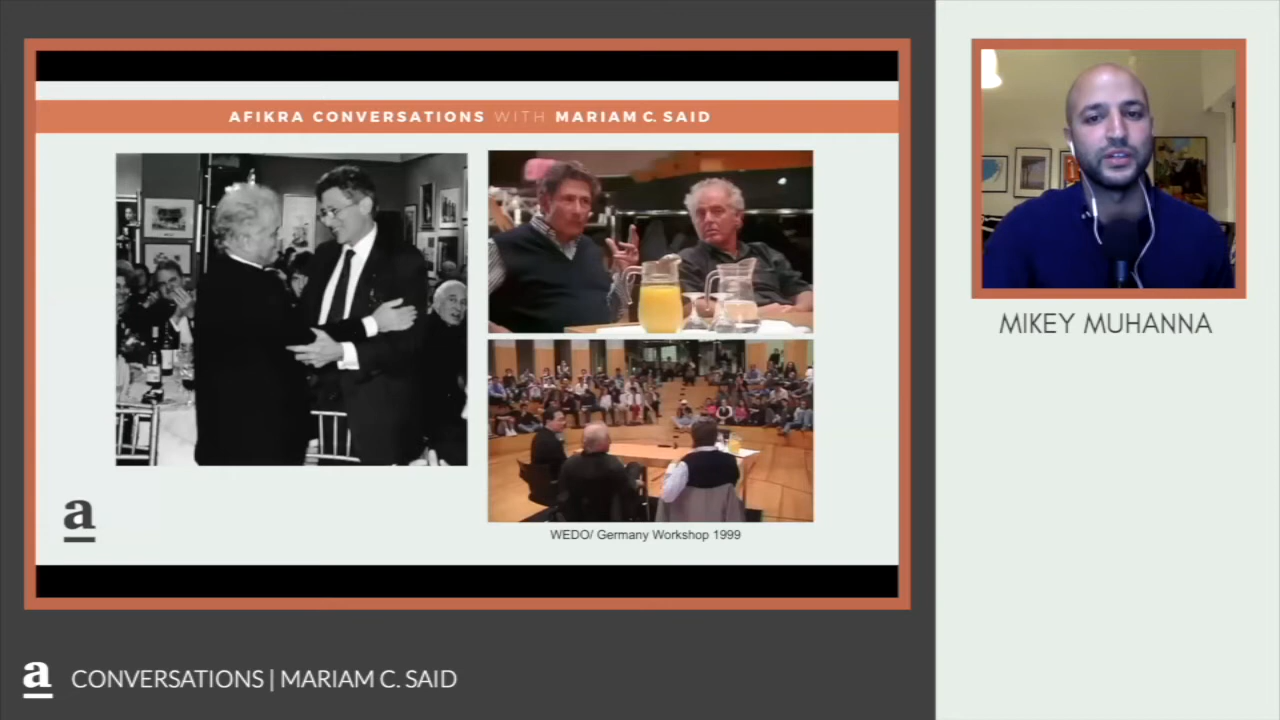 AFIKRA CONVERSATIONS WITH MARIAM C. SAID
a
WEDO/ Germany Workshop 1999
MIKEY MUHANNA
a CONVERSATIONS | MARIAM C. SAID